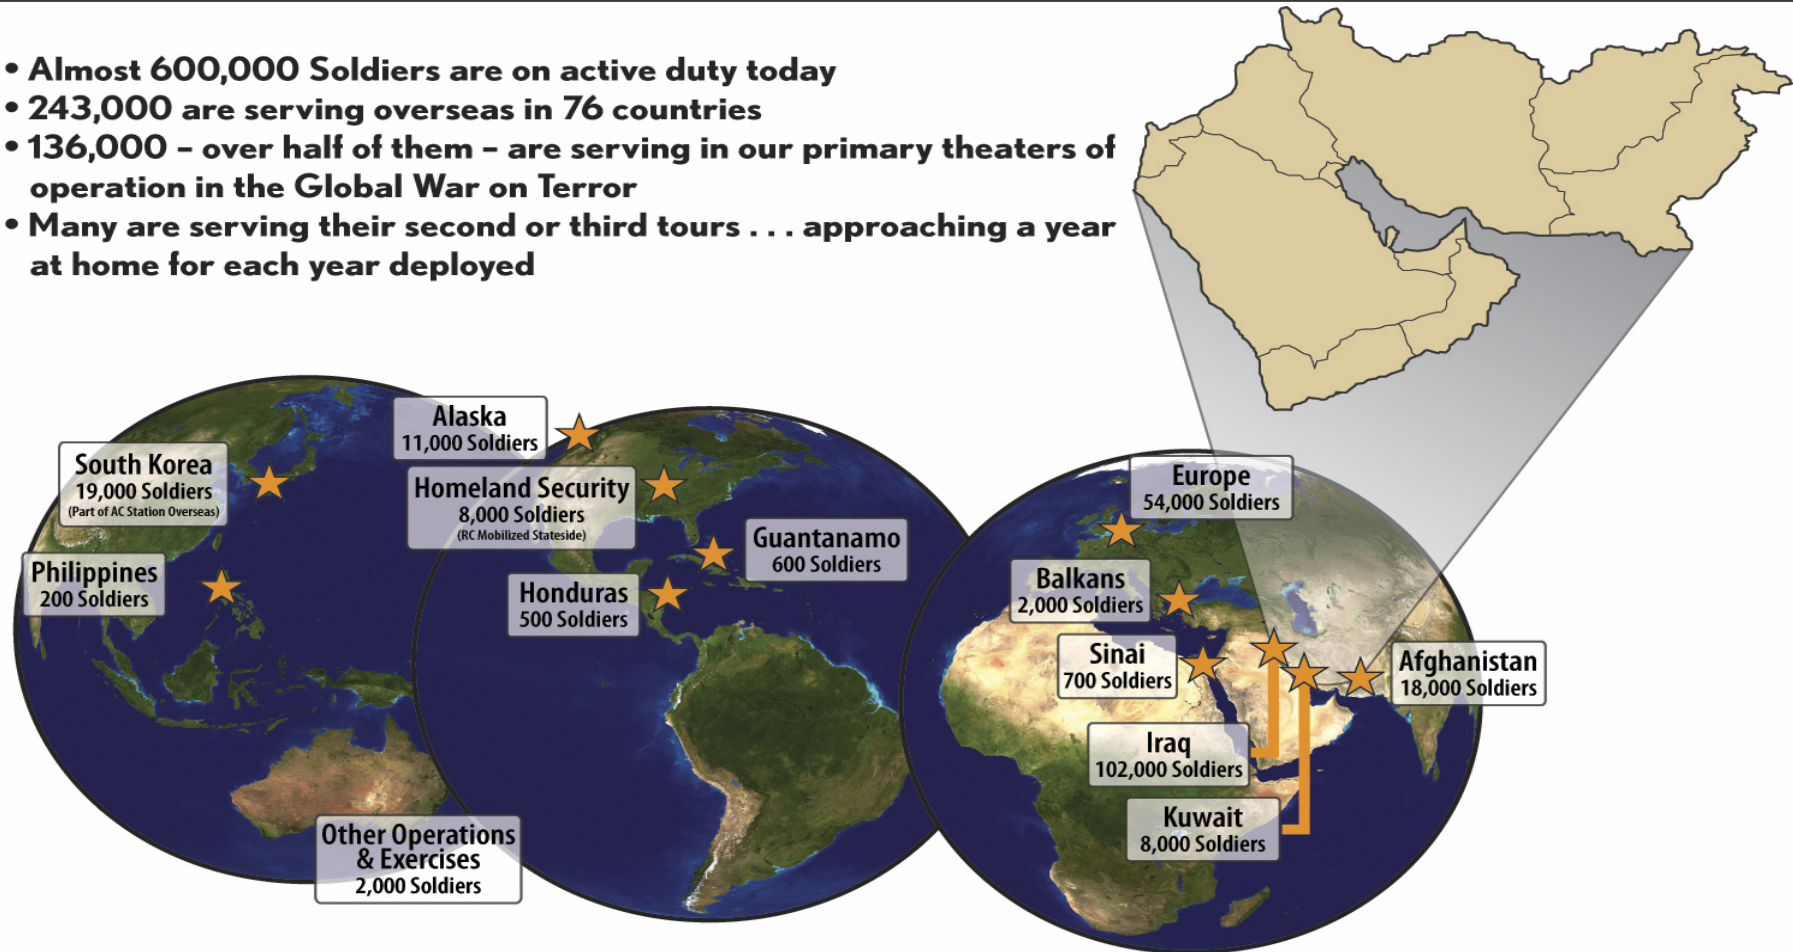 • Almost 600,000 Soldiers are on active duty today
• 243,000 are serving overseas in 76 countries
• 136,000 – over half of them – are serving in our primary theaters of
operation in the Global War on Terror
• Many are serving their second or third tours . . . approaching a year
at home for each year deployed
South Korea
19,000 Soldiers
(Part of AC Station Overseas)
Philippines
200 Soldiers
Other Operations
& Exercises
2,000 Soldiers
Alaska
11,000 Soldiers
Homeland Security
8,000 Soldiers
(RC Mobilized Stateside)
Guantanamo
600 Soldiers
Honduras
500 Soldiers
Europe
54,000 Soldiers
Balkans
2,000 Soldiers
Sinai
700 Soldiers
Afghanistan
18,000 Soldiers
Iraq
102,000 Soldiers
Kuwait
8,000 Soldiers